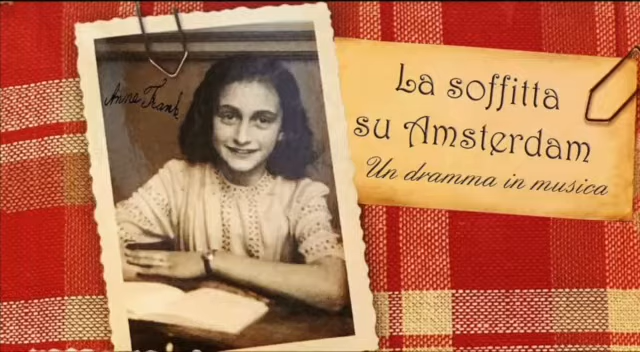 Anne Frank
La soffitta
su Amsterdam
Un dramma in musica